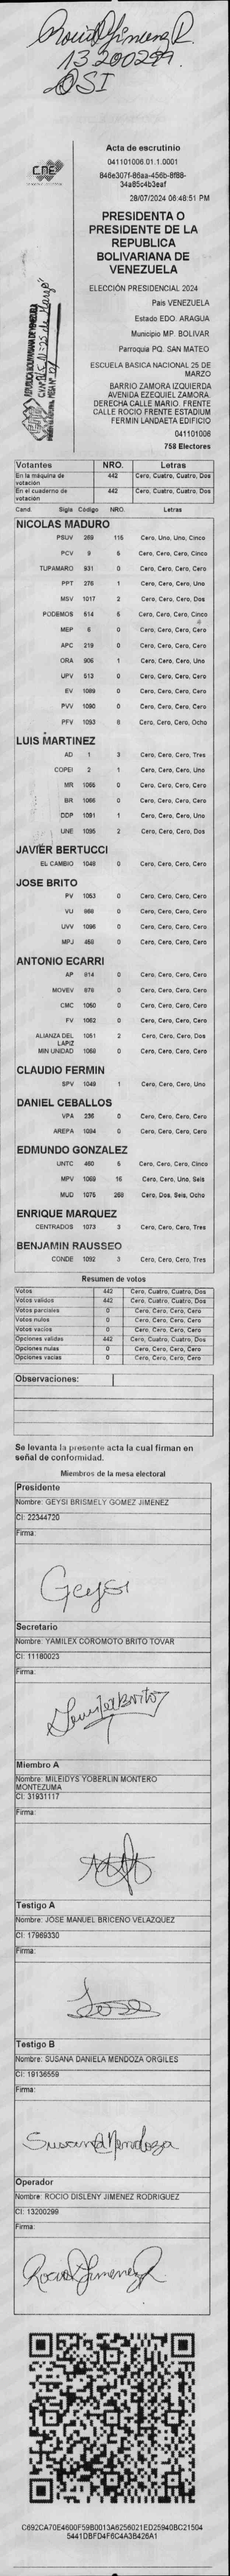 Rocio Jimenez R.
13.200299.
OSI
CNE
Acta de escrutinio
041101006.01.1.0001
846e307f-86aa-456b-8f88-
34a85c4b3eaf
28/07/2024 06:48:51 PM
PRESIDENTA O
PRESIDENTE DE LA
REPUBLICA
BOLIVARIANA DE
VENEZUELA
ELECCIÓN PRESIDENCIAL 2024
Pais VENEZUELA
Estado EDO. ARAGUA
Municipio MP. BOLIVAR
Parroquia PQ. SAN MATEO
ESCUELA BASICA NACIONAL 25 DE
MARZO
BARRIO ZAMORA IZQUIERDA
AVENIDA EZEQUIEL ZAMORA.
DERECHA CALLE MARIO. FRENTE
CALLE ROCIO FRENTE ESTADIUM
FERMIN LANDAETA EDIFICIO
041101006
758 Electores
Votantes NRO. Letras
En la máquina de votación 442 Cero, Cuatro, Cuatro, Dos
En el cuaderno de votación 442 Cero, Cuatro, Cuatro, Dos
Cand. Sigla Código NRO. Letras
NICOLAS MADURO
PSUV 269 115 Cero, Uno, Uno, Cinco
PCV 9 5 Cero, Cero, Cero, Cinco
TUPAMARO 931 0 Cero, Cero, Cero, Cero
PPT 276 1 Cero, Cero, Cero, Uno
MSV 1017 2 Cero, Cero, Cero, Dos
PODEMOS 514 5 Cero, Cero, Cero, Cinco
MEP 6 0 Cero, Cero, Cero, Cero
APC 219 0 Cero, Cero, Cero, Cero
ORA 906 1 Cero, Cero, Cero, Uno
UPV 513 0 Cero, Cero, Cero, Cero
EV 1089 0 Cero, Cero, Cero, Cero
PVV 1090 0 Cero, Cero, Cero, Cero
PFV 1093 8 Cero, Cero, Cero, Ocho
LUIS MARTINEZ
AD 1 3 Cero, Cero, Cero, Tres
COPEI 2 1 Cero, Cero, Cero, Uno
MR 1065 0 Cero, Cero, Cero, Cero
BR 1066 0 Cero, Cero, Cero, Cero
DDP 1091 1 Cero, Cero, Cero, Uno
UNE 1095 2 Cero, Cero, Cero, Dos
JAVIER BERTUCCI
EL CAMBIO 1048 0 Cero, Cero, Cero, Cero
JOSE BRITO
PV 1053 0 Cero, Cero, Cero, Cero
VU 868 0 Cero, Cero, Cero, Cero
UVV 1096 0 Cero, Cero, Cero, Cero
MPJ 458 0 Cero, Cero, Cero, Cero
ANTONIO ECARRI
AP 914 0 Cero, Cero, Cero, Cero
MOVEV 978 0 Cero, Cero, Cero, Cero
CMC 1050 0 Cero, Cero, Cero, Cero
FV 1062 0 Cero, Cero, Cero, Cero
ALIANZA DEL LAPIZ 1051 2 Cero, Cero, Cero, Dos
MIN UNIDAD 1068 0 Cero, Cero, Cero, Cero
CLAUDIO FERMIN
SPV 1049 1 Cero, Cero, Cero, Uno
DANIEL CEBALLOS
VPA 236 0 Cero, Cero, Cero, Cero
AREPA 1094 0 Cero, Cero, Cero, Cero
EDMUNDO GONZALEZ
UNTC 460 5 Cero, Cero, Cero, Cinco
MPV 1069 16 Cero, Cero, Uno, Seis
MUD 1075 268 Cero, Dos, Seis, Ocho
ENRIQUE MARQUEZ
CENTRADOS 1073 3 Cero, Cero, Cero, Tres
BENJAMIN RAUSSEO
CONDE 1092 3 Cero, Cero, Cero, Tres
Resumen de votos
Votos 442 Cero, Cuatro, Cuatro, Dos
Votos validos 442 Cero, Cuatro, Cuatro, Dos
Votos parciales 0 Cero, Cero, Cero, Cero
Votos nulos 0 Cero, Cero, Cero, Cero
Votos vacios 0 Cero, Cero, Cero, Cero
Opciones validas 442 Cero, Cuatro, Cuatro, Dos
Opciones nulas 0 Cero, Cero, Cero, Cero
Opciones vacias 0 Cero, Cero, Cero, Cero
Observaciones:
Se levanta la presente acta la cual firman en
señal de conformidad.
Miembros de la mesa electoral
Presidente
Nombre: GEYSI BRISMELY GOMEZ JIMENEZ
CI: 22344720
Firma:
Geysi
Secretario
Nombre: YAMILEX COROMOTO BRITO TOVAR
CI: 11180023
Firma:
Miembro A
Nombre: MILEIDYS YOBERLIN MONTERO
MONTEZUMA
CI: 31931117
Firma:
Testigo A
Nombre: JOSE MANUEL BRICEÑO VELAZQUEZ
CI: 17969330
Firma:
Jose
Testigo B
Nombre: SUSANA DANIELA MENDOZA ORGILES
CI: 19136559
Firma:
Susana Mendoza
Operador
Nombre: ROCIO DISLENY JIMENEZ RODRIGUEZ
CI: 13200299
Firma:
Rocio Jimenez R
C692CA70E4600F59B0013A6256021ED25940BC21504
5441DBFD4F6C4A3B426A1